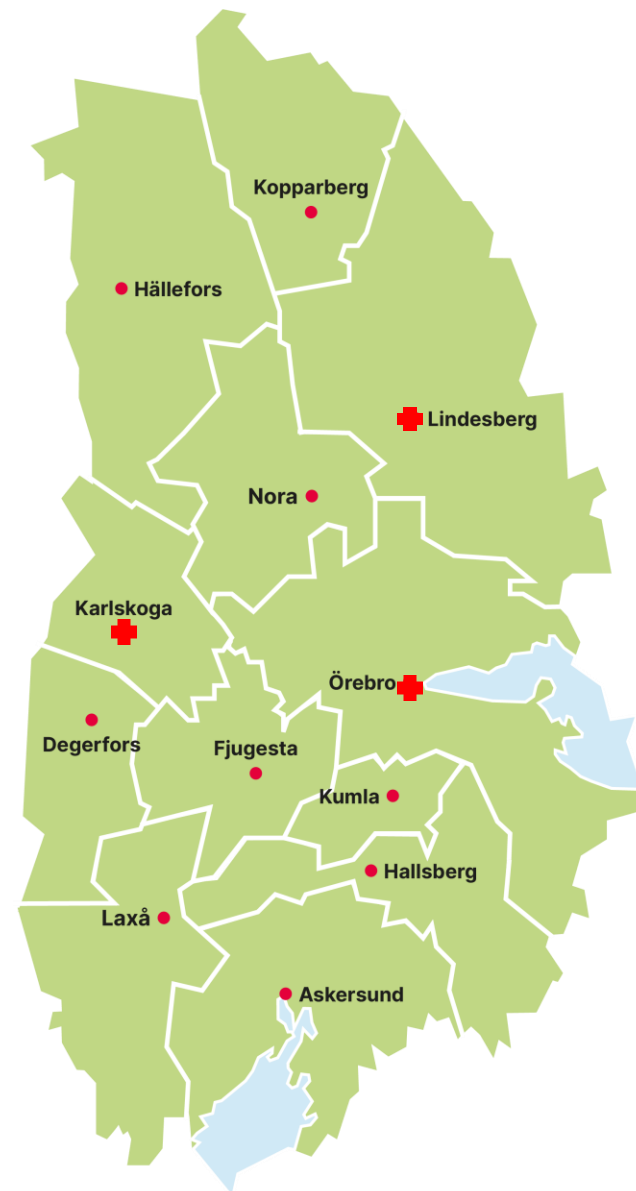 Kopparberg
Hällefors
Lindesberg
Nora
Karlskoga
Örebro
Degerfors
Fjugesta
Kumla
Hallsberg
Laxå
Askersund